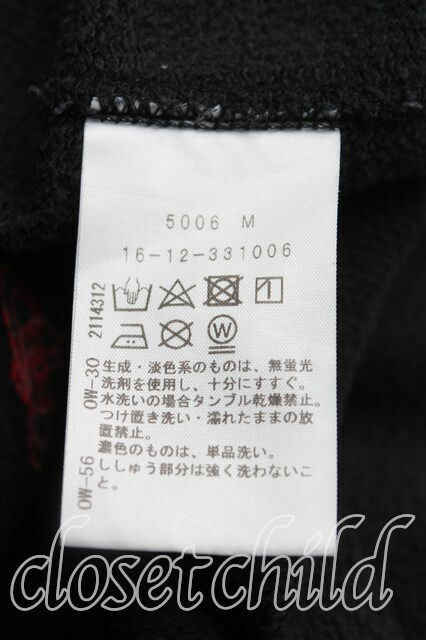 5006 M
16-12-331006
W
OW-30 2114312
生成・淡色系のものは、無蛍光
洗剤を使用し、十分にすすぐ。
水洗いの場合タンブル乾燥禁止。
つけ置き洗い・濡れたままの放
置禁止。
OW-56
濃色のものは、単品洗い。
ししゅう部分は強く洗わないこ
と。
closetchild